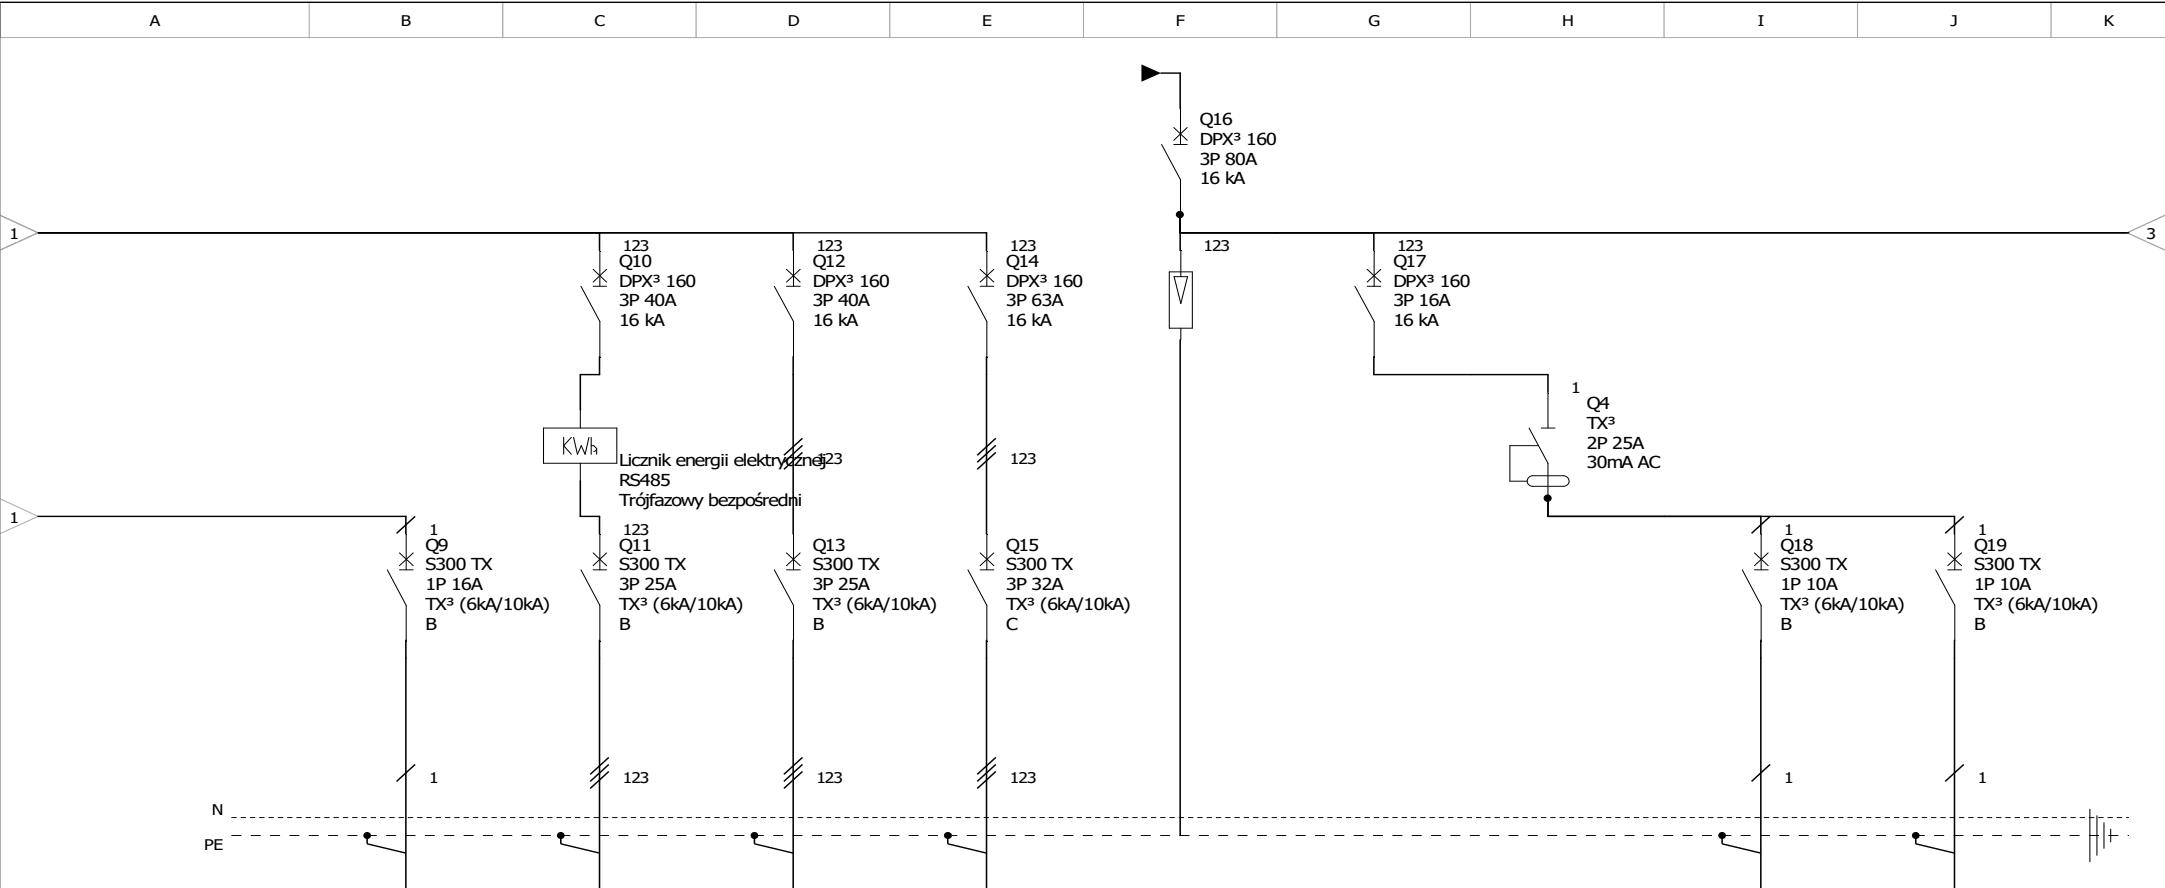 A
B
C
D
E
F
G
H
I
J
K
Q16
DPX³ 160
3P 80A
16 kA
1
3
123
Q10
DPX³ 160
3P 40A
16 kA
123
Q12
DPX³ 160
3P 40A
16 kA
123
Q14
DPX³ 160
3P 63A
16 kA
123
123
Q17
DPX³ 160
3P 16A
16 kA
1
Q4
TX³
2P 25A
30mA AC
KWh
Licznik energii elektrycznej
RS485
Trójfazowy bezpośredni
123
123
1
1
Q9
S300 TX
1P 16A
TX³ (6kA/10kA)
B
123
Q11
S300 TX
3P 25A
TX³ (6kA/10kA)
B
Q13
S300 TX
3P 25A
TX³ (6kA/10kA)
B
Q15
S300 TX
3P 32A
TX³ (6kA/10kA)
C
1
Q18
S300 TX
1P 10A
TX³ (6kA/10kA)
B
1
Q19
S300 TX
1P 10A
TX³ (6kA/10kA)
B
1
123
123
123
1
1
N
PE